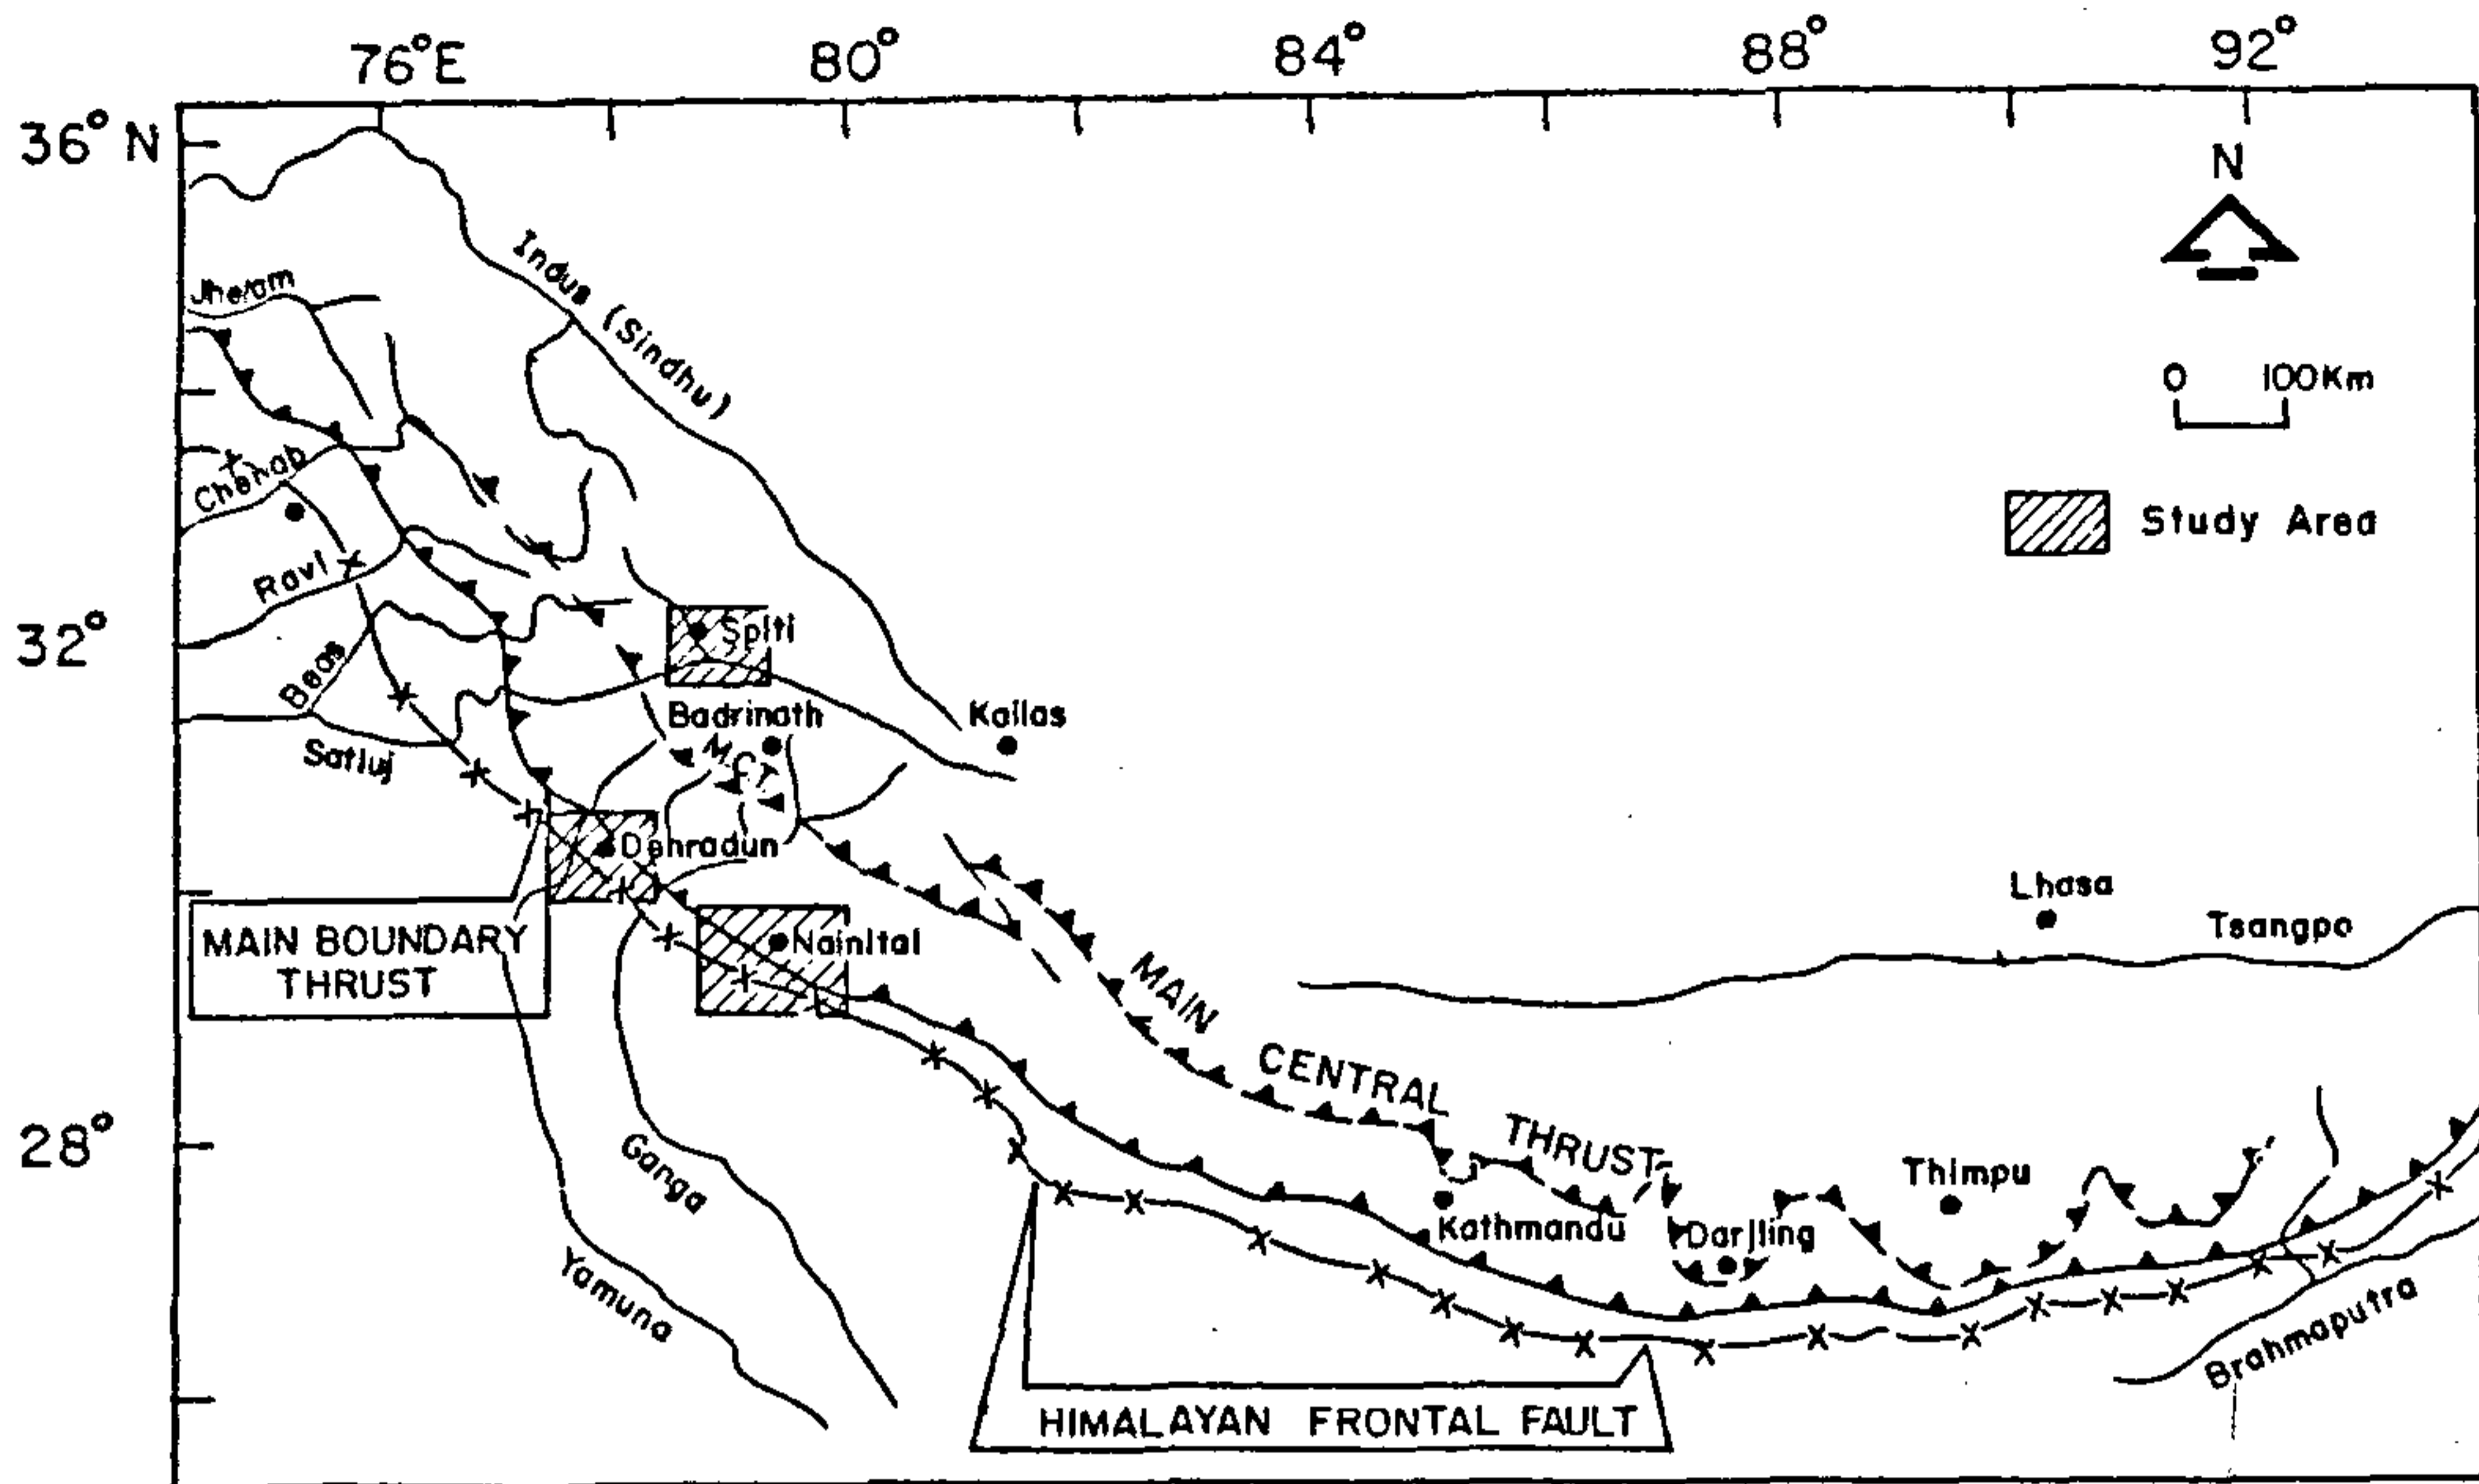 76°E
80°
84°
88°
92°
36° N
N
Indus (Sindhu)
Jhelam
0 100Km
Chenab
Study Area
Ravi
32°
Spiti
Beas
Badrinath
Kailas
Satluj
M C T
Dehradun
Lhasa
Tsangpo
MAIN BOUNDARY
THRUST
Nainital
MAIN
CENTRAL
THRUST
28°
Ganga
Thimpu
Kathmandu
Darjling
Yamuna
Brahmaputra
HIMALAYAN FRONTAL FAULT